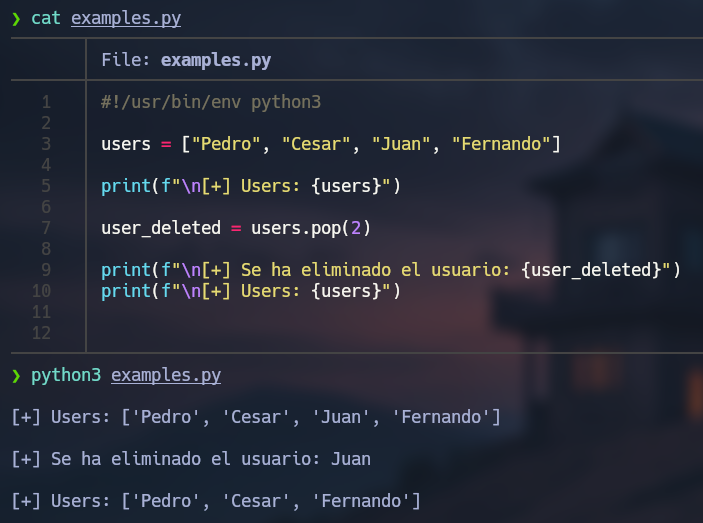 ❯ cat examples.py
File: examples.py
1 #!/usr/bin/env python3
2
3 users = ["Pedro", "Cesar", "Juan", "Fernando"]
4
5 print(f"\n[+] Users: {users}")
6
7 user_deleted = users.pop(2)
8
9 print(f"\n[+] Se ha eliminado el usuario: {user_deleted}")
10 print(f"\n[+] Users: {users}")
11
12
❯ python3 examples.py
[+] Users: ['Pedro', 'Cesar', 'Juan', 'Fernando']
[+] Se ha eliminado el usuario: Juan
[+] Users: ['Pedro', 'Cesar', 'Fernando']